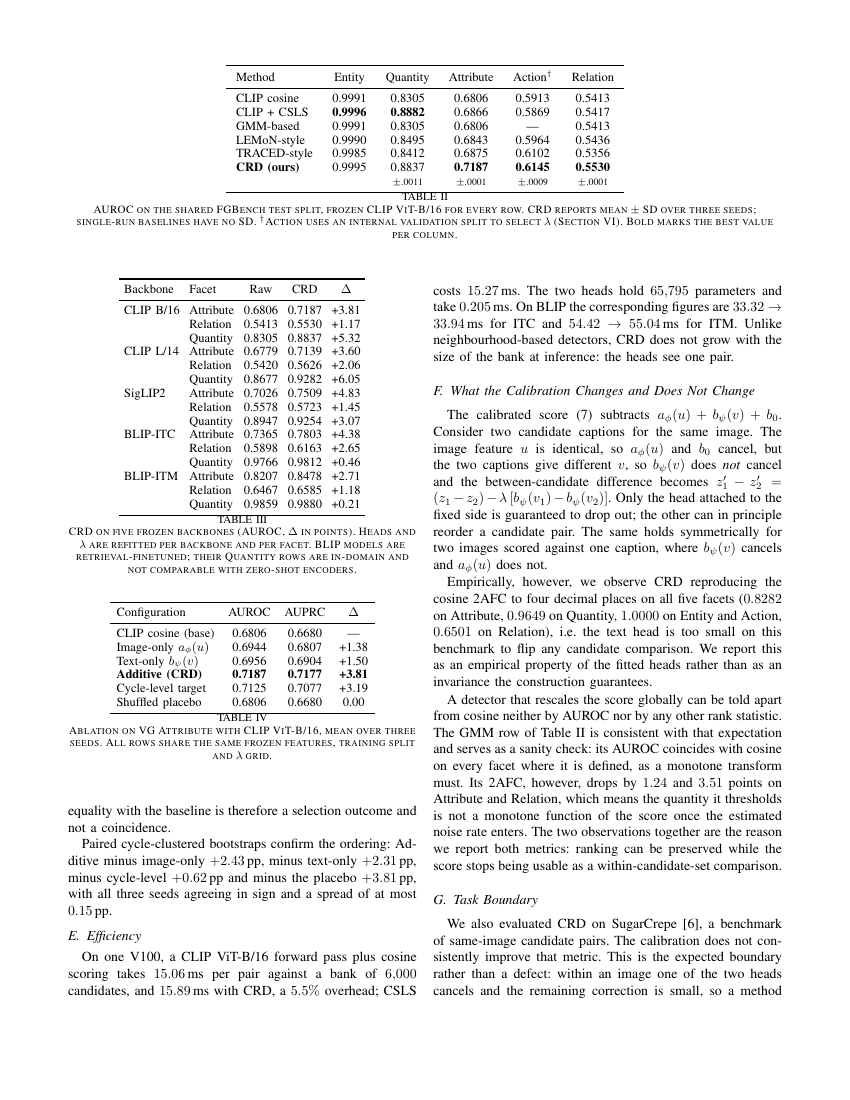 Method Entity Quantity Attribute Action† Relation
CLIP cosine 0.9991 0.8305 0.6806 0.5913 0.5413
CLIP + CSLS 0.9996 0.8882 0.6866 0.5869 0.5417
GMM-based 0.9991 0.8305 0.6806 — 0.5413
LEMoN-style 0.9990 0.8495 0.6843 0.5964 0.5436
TRACED-style 0.9985 0.8412 0.6875 0.6102 0.5356
CRD (ours) 0.9995 0.8837 0.7187 0.6145 0.5530
±.0011 ±.0001 ±.0009 ±.0001
TABLE II
AUROC ON THE SHARED FGBENCH TEST SPLIT, FROZEN CLIP VIT-B/16 FOR EVERY ROW. CRD REPORTS MEAN ± SD OVER THREE SEEDS;
SINGLE-RUN BASELINES HAVE NO SD. †ACTION USES AN INTERNAL VALIDATION SPLIT TO SELECT λ (SECTION VI). BOLD MARKS THE BEST VALUE
PER COLUMN.
Backbone Facet Raw CRD Δ
CLIP B/16 Attribute 0.6806 0.7187 +3.81
Relation 0.5413 0.5530 +1.17
Quantity 0.8305 0.8837 +5.32
CLIP L/14 Attribute 0.6779 0.7139 +3.60
Relation 0.5420 0.5626 +2.06
Quantity 0.8677 0.9282 +6.05
SigLIP2 Attribute 0.7026 0.7509 +4.83
Relation 0.5578 0.5723 +1.45
Quantity 0.8947 0.9254 +3.07
BLIP-ITC Attribute 0.7365 0.7803 +4.38
Relation 0.5898 0.6163 +2.65
Quantity 0.9766 0.9812 +0.46
BLIP-ITM Attribute 0.8207 0.8478 +2.71
Relation 0.6467 0.6585 +1.18
Quantity 0.9859 0.9880 +0.21
TABLE III
CRD ON FIVE FROZEN BACKBONES (AUROC, Δ IN POINTS). HEADS AND
λ ARE REFITTED PER BACKBONE AND PER FACET. BLIP MODELS ARE
RETRIEVAL-FINETUNED; THEIR QUANTITY ROWS ARE IN-DOMAIN AND
NOT COMPARABLE WITH ZERO-SHOT ENCODERS.
Configuration AUROC AUPRC Δ
CLIP cosine (base) 0.6806 0.6680 —
Image-only aϕ(u) 0.6944 0.6807 +1.38
Text-only bψ(v) 0.6956 0.6904 +1.50
Additive (CRD) 0.7187 0.7177 +3.81
Cycle-level target 0.7125 0.7077 +3.19
Shuffled placebo 0.6806 0.6680 0.00
TABLE IV
ABLATION ON VG ATTRIBUTE WITH CLIP VIT-B/16, MEAN OVER THREE
SEEDS. ALL ROWS SHARE THE SAME FROZEN FEATURES, TRAINING SPLIT
AND λ GRID.
equality with the baseline is therefore a selection outcome and
not a coincidence.
Paired cycle-clustered bootstraps confirm the ordering: Ad-
ditive minus image-only +2.43 pp, minus text-only +2.31 pp,
minus cycle-level +0.62 pp and minus the placebo +3.81 pp,
with all three seeds agreeing in sign and a spread of at most
0.15 pp.
E. Efficiency
On one V100, a CLIP ViT-B/16 forward pass plus cosine
scoring takes 15.06 ms per pair against a bank of 6,000
candidates, and 15.89 ms with CRD, a 5.5% overhead; CSLS
costs 15.27 ms. The two heads hold 65,795 parameters and
take 0.205 ms. On BLIP the corresponding figures are 33.32 →
33.94 ms for ITC and 54.42 → 55.04 ms for ITM. Unlike
neighbourhood-based detectors, CRD does not grow with the
size of the bank at inference: the heads see one pair.
F. What the Calibration Changes and Does Not Change
The calibrated score (7) subtracts aϕ(u) + bψ(v) + b0.
Consider two candidate captions for the same image. The
image feature u is identical, so aϕ(u) and b0 cancel, but
the two captions give different v, so bψ(v) does not cancel
and the between-candidate difference becomes z′1 − z′2 =
(z1 − z2) − λ [bψ(v1) − bψ(v2)]. Only the head attached to the
fixed side is guaranteed to drop out; the other can in principle
reorder a candidate pair. The same holds symmetrically for
two images scored against one caption, where bψ(v) cancels
and aϕ(u) does not.
Empirically, however, we observe CRD reproducing the
cosine 2AFC to four decimal places on all five facets (0.8282
on Attribute, 0.9649 on Quantity, 1.0000 on Entity and Action,
0.6501 on Relation), i.e. the text head is too small on this
benchmark to flip any candidate comparison. We report this
as an empirical property of the fitted heads rather than as an
invariance the construction guarantees.
A detector that rescales the score globally can be told apart
from cosine neither by AUROC nor by any other rank statistic.
The GMM row of Table II is consistent with that expectation
and serves as a sanity check: its AUROC coincides with cosine
on every facet where it is defined, as a monotone transform
must. Its 2AFC, however, drops by 1.24 and 3.51 points on
Attribute and Relation, which means the quantity it thresholds
is not a monotone function of the score once the estimated
noise rate enters. The two observations together are the reason
we report both metrics: ranking can be preserved while the
score stops being usable as a within-candidate-set comparison.
G. Task Boundary
We also evaluated CRD on SugarCrepe [6], a benchmark
of same-image candidate pairs. The calibration does not con-
sistently improve that metric. This is the expected boundary
rather than a defect: within an image one of the two heads
cancels and the remaining correction is small, so a method